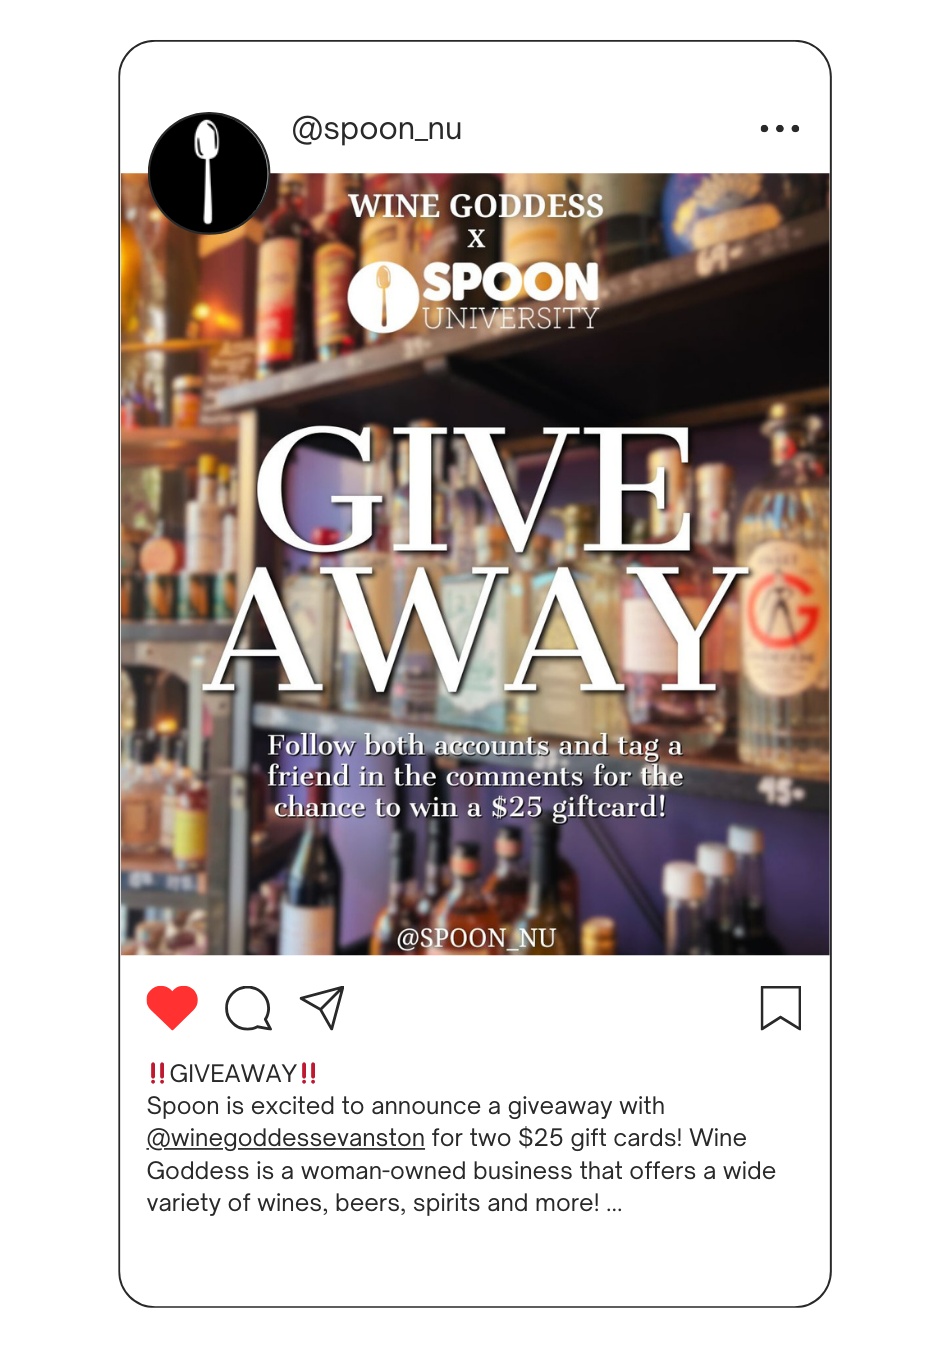 @spoon_nu
WINE GODDESS
X
SPOON
UNIVERSITY
GIVE
AWAY
Follow both accounts and tag a
friend in the comments for the
chance to win a $25 giftcard!
@SPOON_NU
‼️GIVEAWAY‼️
Spoon is excited to announce a giveaway with
@winegoddessevanston for two $25 gift cards! Wine
Goddess is a woman-owned business that offers a wide
variety of wines, beers, spirits and more! ...